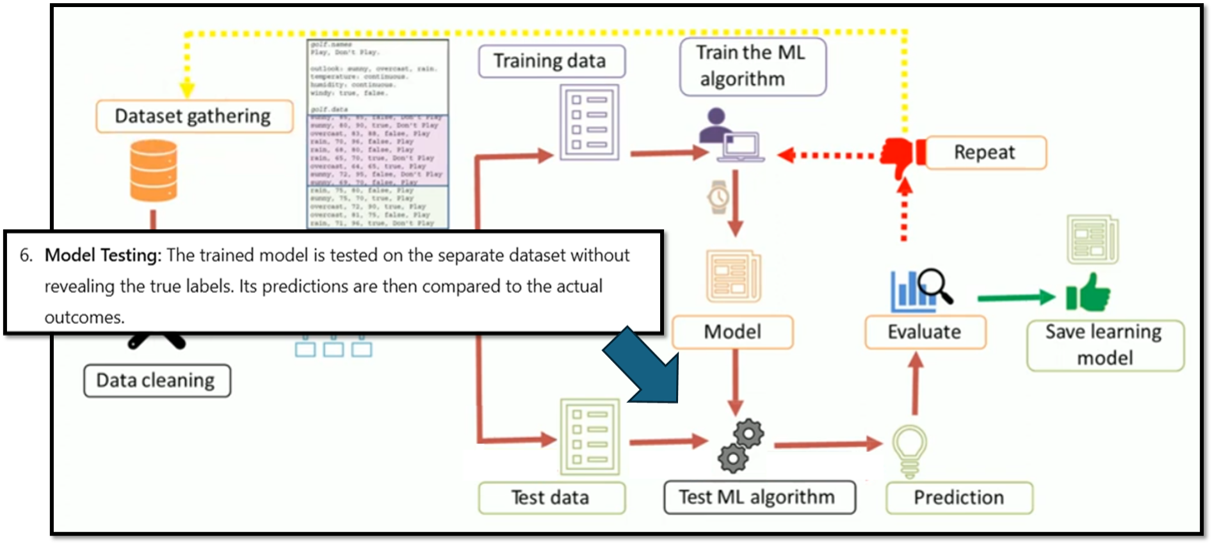 golf.names
Play, Don't Play.
outlook: sunny, overcast, rain.
temperature: continuous.
humidity: continuous.
windy: true, false.
golf.data
sunny, 80, 90, true, Don't Play
overcast, 83, 88, false, Play
rain, 70, 96, false, Play
rain, 68, 80, false, Play
rain, 65, 70, true, Don't Play
overcast, 64, 65, true, Play
sunny, 72, 95, false, Don't Play
sunny, 69, 70, false, Play
rain, 75, 80, false, Play
sunny, 75, 70, true, Play
overcast, 72, 90, true, Play
overcast, 81, 75, false, Play
rain, 71, 96, true, Don't Play
Training data
Train the ML
algorithm
Dataset gathering
Repeat
6. Model Testing: The trained model is tested on the separate dataset without
revealing the true labels. Its predictions are then compared to the actual
outcomes.
Model
Evaluate
Save learning
model
Data cleaning
Test data
Test ML algorithm
Prediction